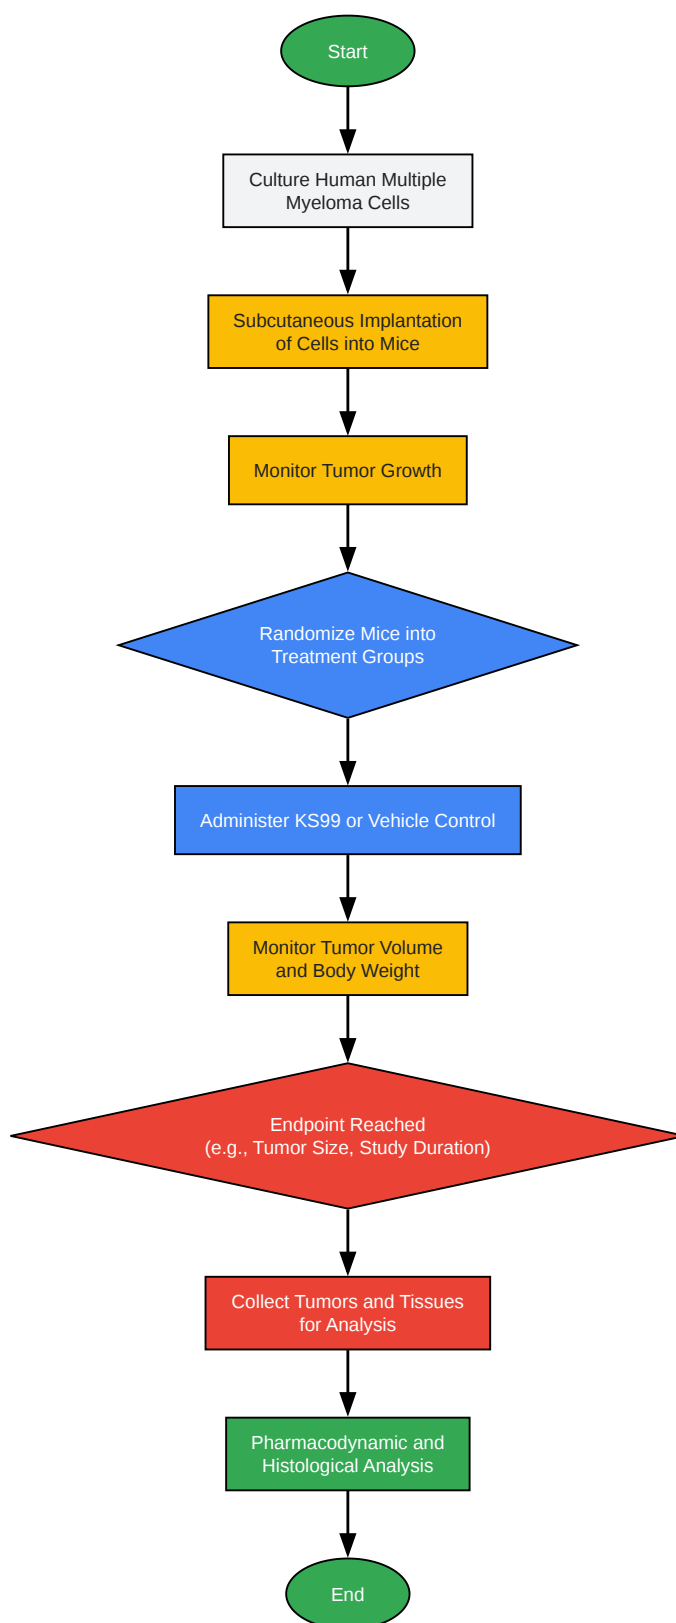 Start
Culture Human Multiple
Myeloma Cells
Subcutaneous Implantation
of Cells into Mice
Monitor Tumor Growth
Randomize Mice into
Treatment Groups
Administer KS99 or Vehicle Control
Monitor Tumor Volume
and Body Weight
Endpoint Reached
(e.g., Tumor Size, Study Duration)
Collect Tumors and Tissues
for Analysis
Pharmacodynamic and
Histological Analysis
End